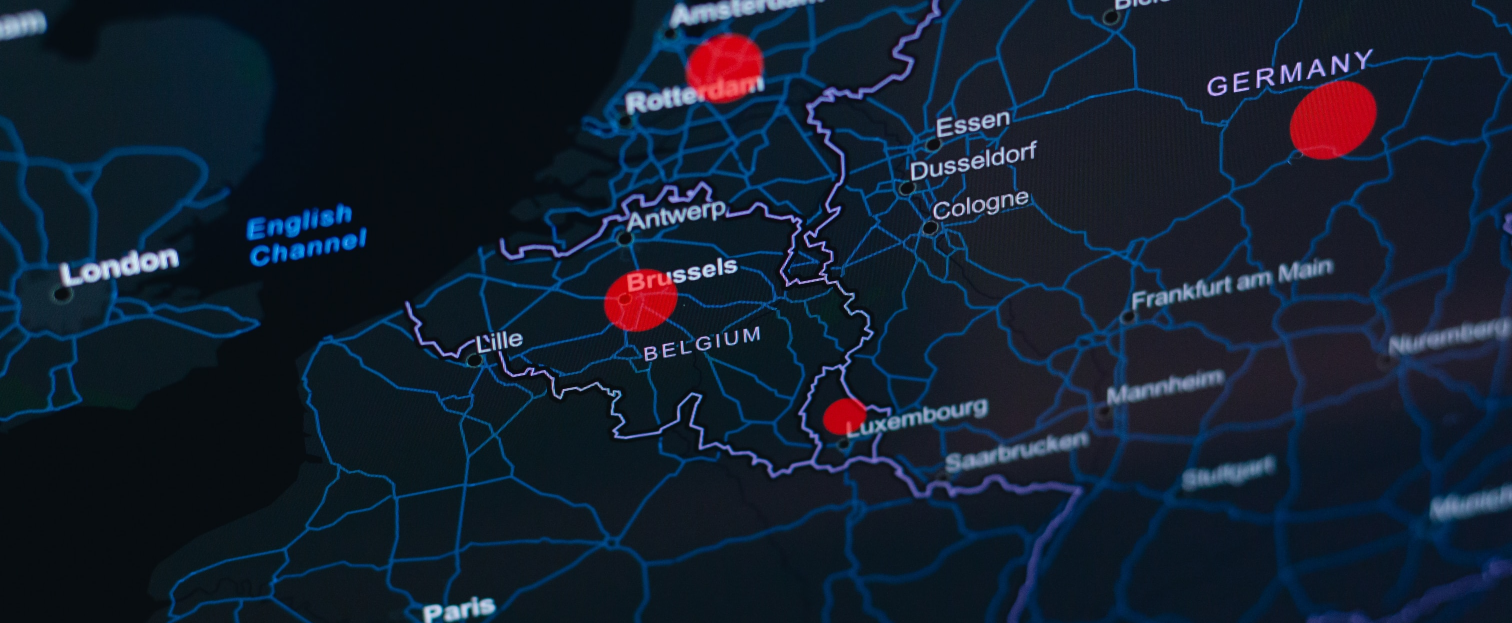 Amsterdam
GERMANY
Rotterdam
Essen
Dusseldorf
Cologne
Antwerp
English
Channel
London
Brussels
Frankfurt am Main
Lille
BELGIUM
Nuremberg
Mannheim
Luxembourg
Saarbrucken
Stuttgart
Paris